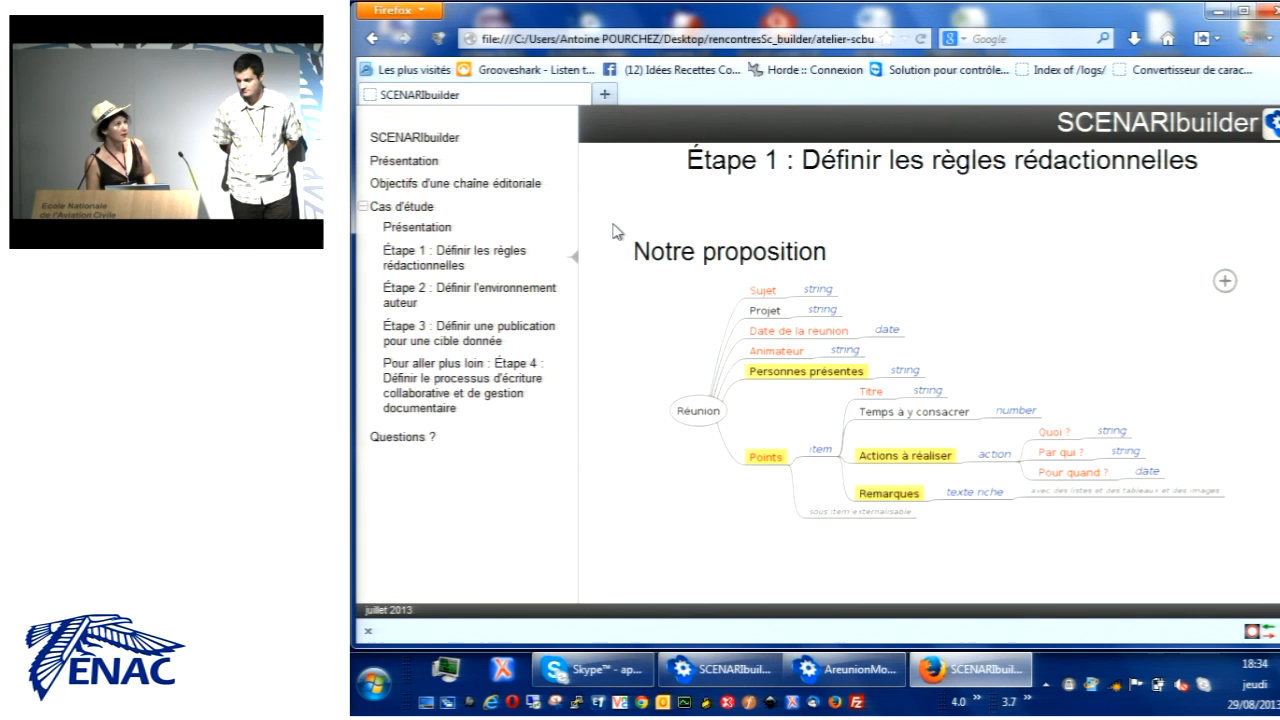 Firefox
file:///C:/Users/Antoine POURCHEZ/Desktop/rencontresSc_builder/atelier-scbu
Google
Les plus visités
Grooveshark - Listen t...
(12) Idées Recettes Co...
Horde :: Connexion
Solution pour contrôle...
Index of /logs/
Convertisseur de carac...
SCENARIbuilder
SCENARIbuilder
Étape 1 : Définir les règles rédactionnelles
SCENARIbuilder
Présentation
Objectifs d'une chaîne éditoriale
Cas d'étude
Présentation
Étape 1 : Définir les règles
rédactionnelles
Étape 2 : Définir l'environnement
auteur
Étape 3 : Définir une publication
pour une cible donnée
Pour aller plus loin : Étape 4 :
Définir le processus d'écriture
collaborative et de gestion
documentaire
Questions ?
Notre proposition
Sujet string
Projet string
Date de la reunion date
Animateur string
Personnes présentes string
Réunion
Titre string
Temps à y consacrer number
Points item
Actions à réaliser action
Quoi ? string
Par qui ? string
Pour quand ? date
Remarques texte riche avec des listes et des tableaux et des images
sous item externalisable
juillet 2013
Ecole Nationale
de l'Aviation Civile
ENAC
Skype™ - ap...
SCENARIbuil...
AreunionMo...
SCENARIbuil...
4.0
3.7
18:34
jeudi
29/08/201